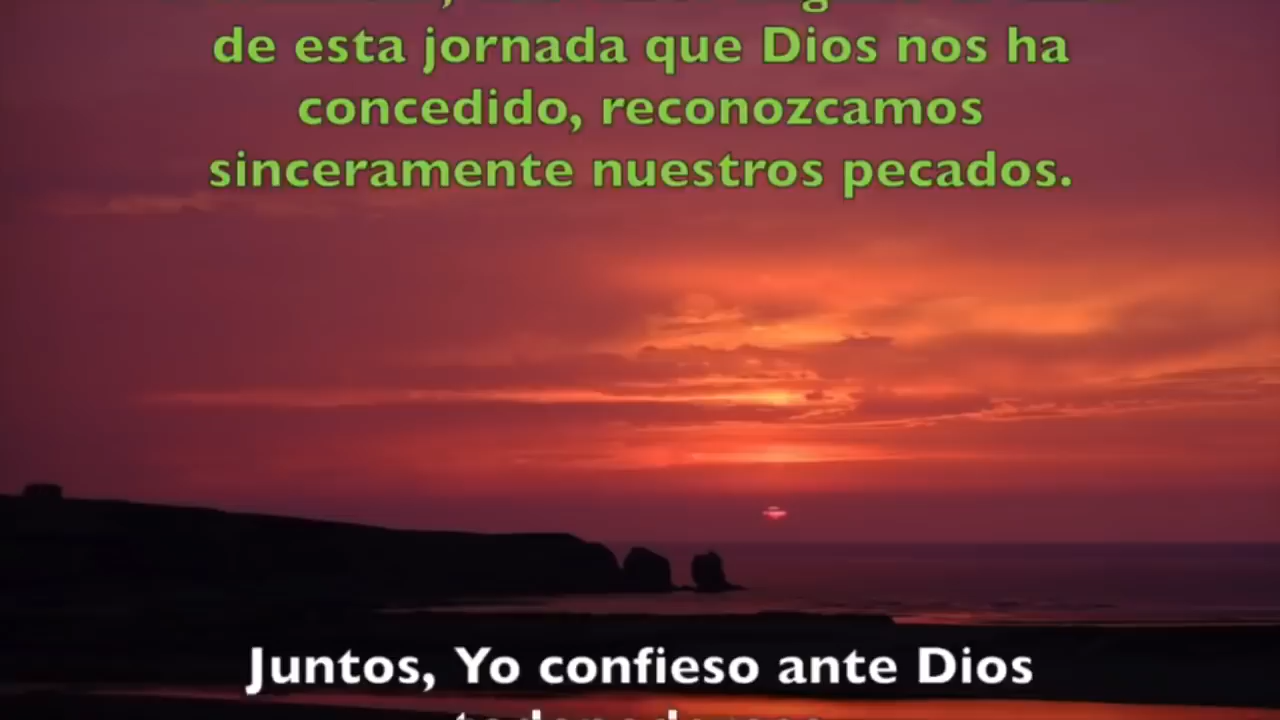 de esta jornada que Dios nos ha
concedido, reconozcamos
sinceramente nuestros pecados.
Juntos, Yo confieso ante Dios